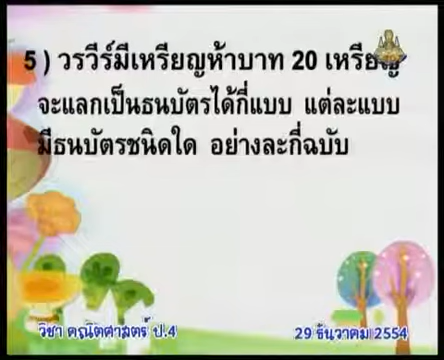 5 ) วรวีร์มีเหรียญห้าบาท 20 เหรียญ
จะแลกเป็นธนบัตรได้กี่แบบ แต่ละแบบ
มีธนบัตรชนิดใด อย่างละกี่ฉบับ
วิชา คณิตศาสตร์ ป.4
29 ธันวาคม 2554